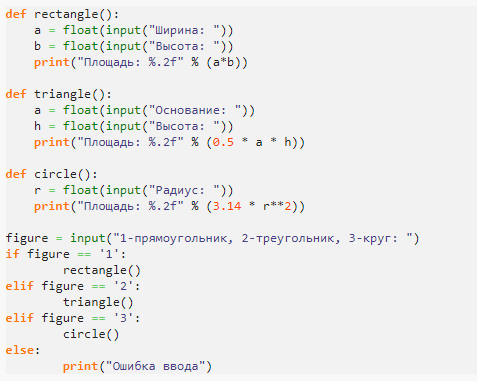 def rectangle():
    a = float(input("Ширина: "))
    b = float(input("Высота: "))
    print("Площадь: %.2f" % (a*b))

def triangle():
    a = float(input("Основание: "))
    h = float(input("Высота: "))
    print("Площадь: %.2f" % (0.5 * a * h))

def circle():
    r = float(input("Радиус: "))
    print("Площадь: %.2f" % (3.14 * r**2))

figure = input("1-прямоугольник, 2-треугольник, 3-круг: ")
if figure == '1':
        rectangle()
elif figure == '2':
        triangle()
elif figure == '3':
        circle()
else:
        print("Ошибка ввода")